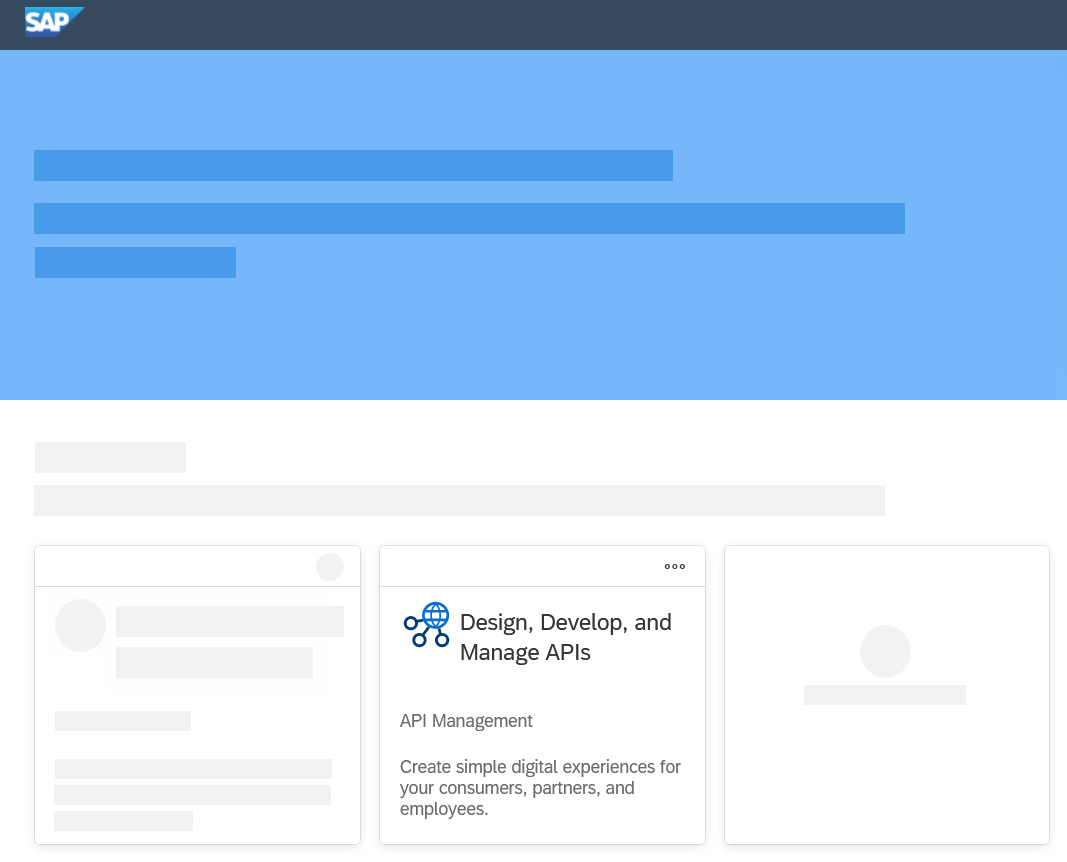 SAP
Design, Develop, and
Manage APIs
API Management
Create simple digital experiences for
your consumers, partners, and
employees.